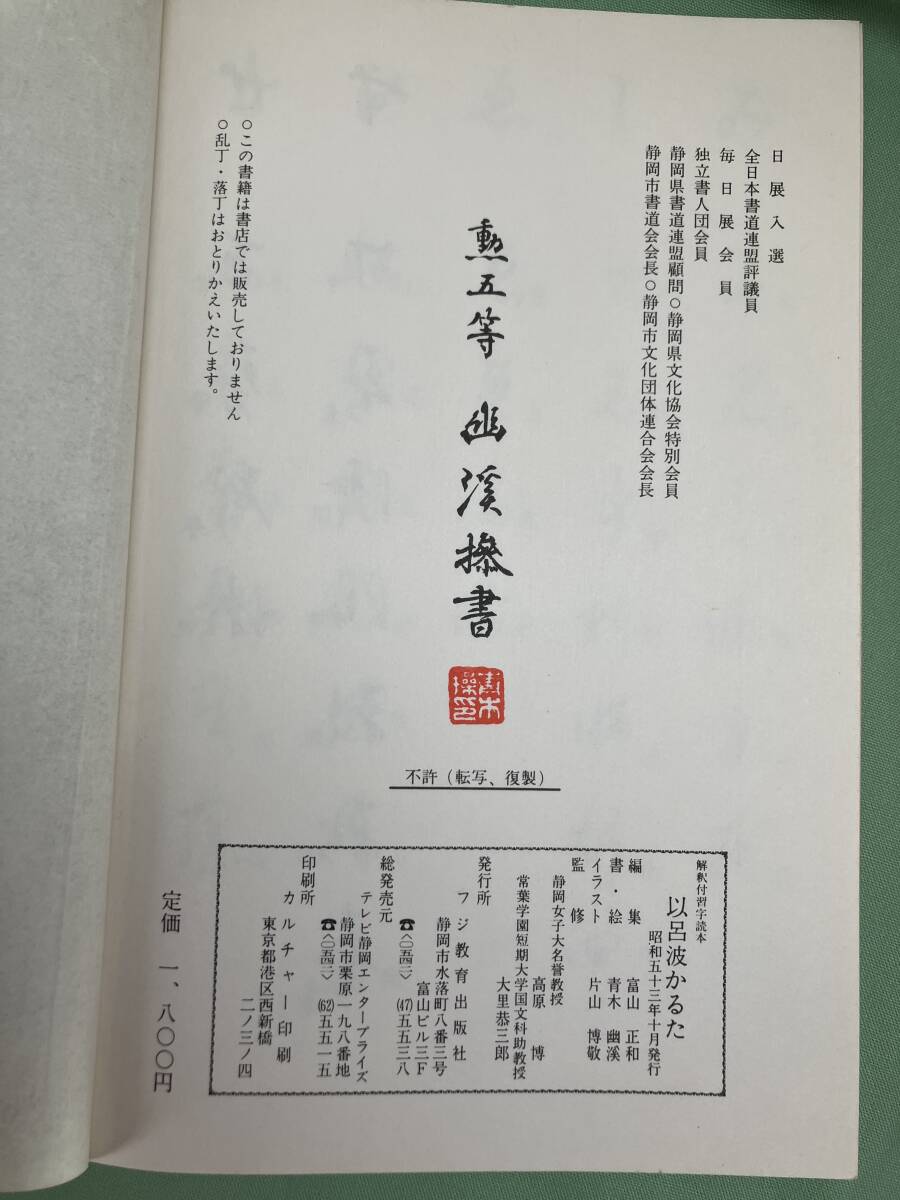 日展入選
全日本書道連盟評議員
毎日展会員
独立書人団会員
静岡県書道連盟顧問○静岡県文化協会特別会員
静岡市書道会会長○静岡市文化団体連合会会長
勲五等 幽溪操書
青木
操印
○この書籍は書店では販売しておりません
○乱丁・落丁はおとりかえいたします。
不許(転写、復製)
解釈付習字読本
以呂波かるた
昭和五十三年十月発行
編集 富山正和
書・絵 青木幽溪
イラスト 片山博敬
監修
静岡女子大名誉教授
高原博
常葉学園短期大学国文科助教授
大里恭三郎
発行所
フジ教育出版社
静岡市水落町八番三号
富山ビル三F
☎〈〇五四二〉(47)五五三八
総発売元
テレビ静岡エンタープライズ
静岡市栗原一九八番地
☎〈〇五四二〉(62)五五一五
印刷所
カルチャー印刷
東京都港区西新橋
二ノ三ノ四
定価 一、八〇〇円